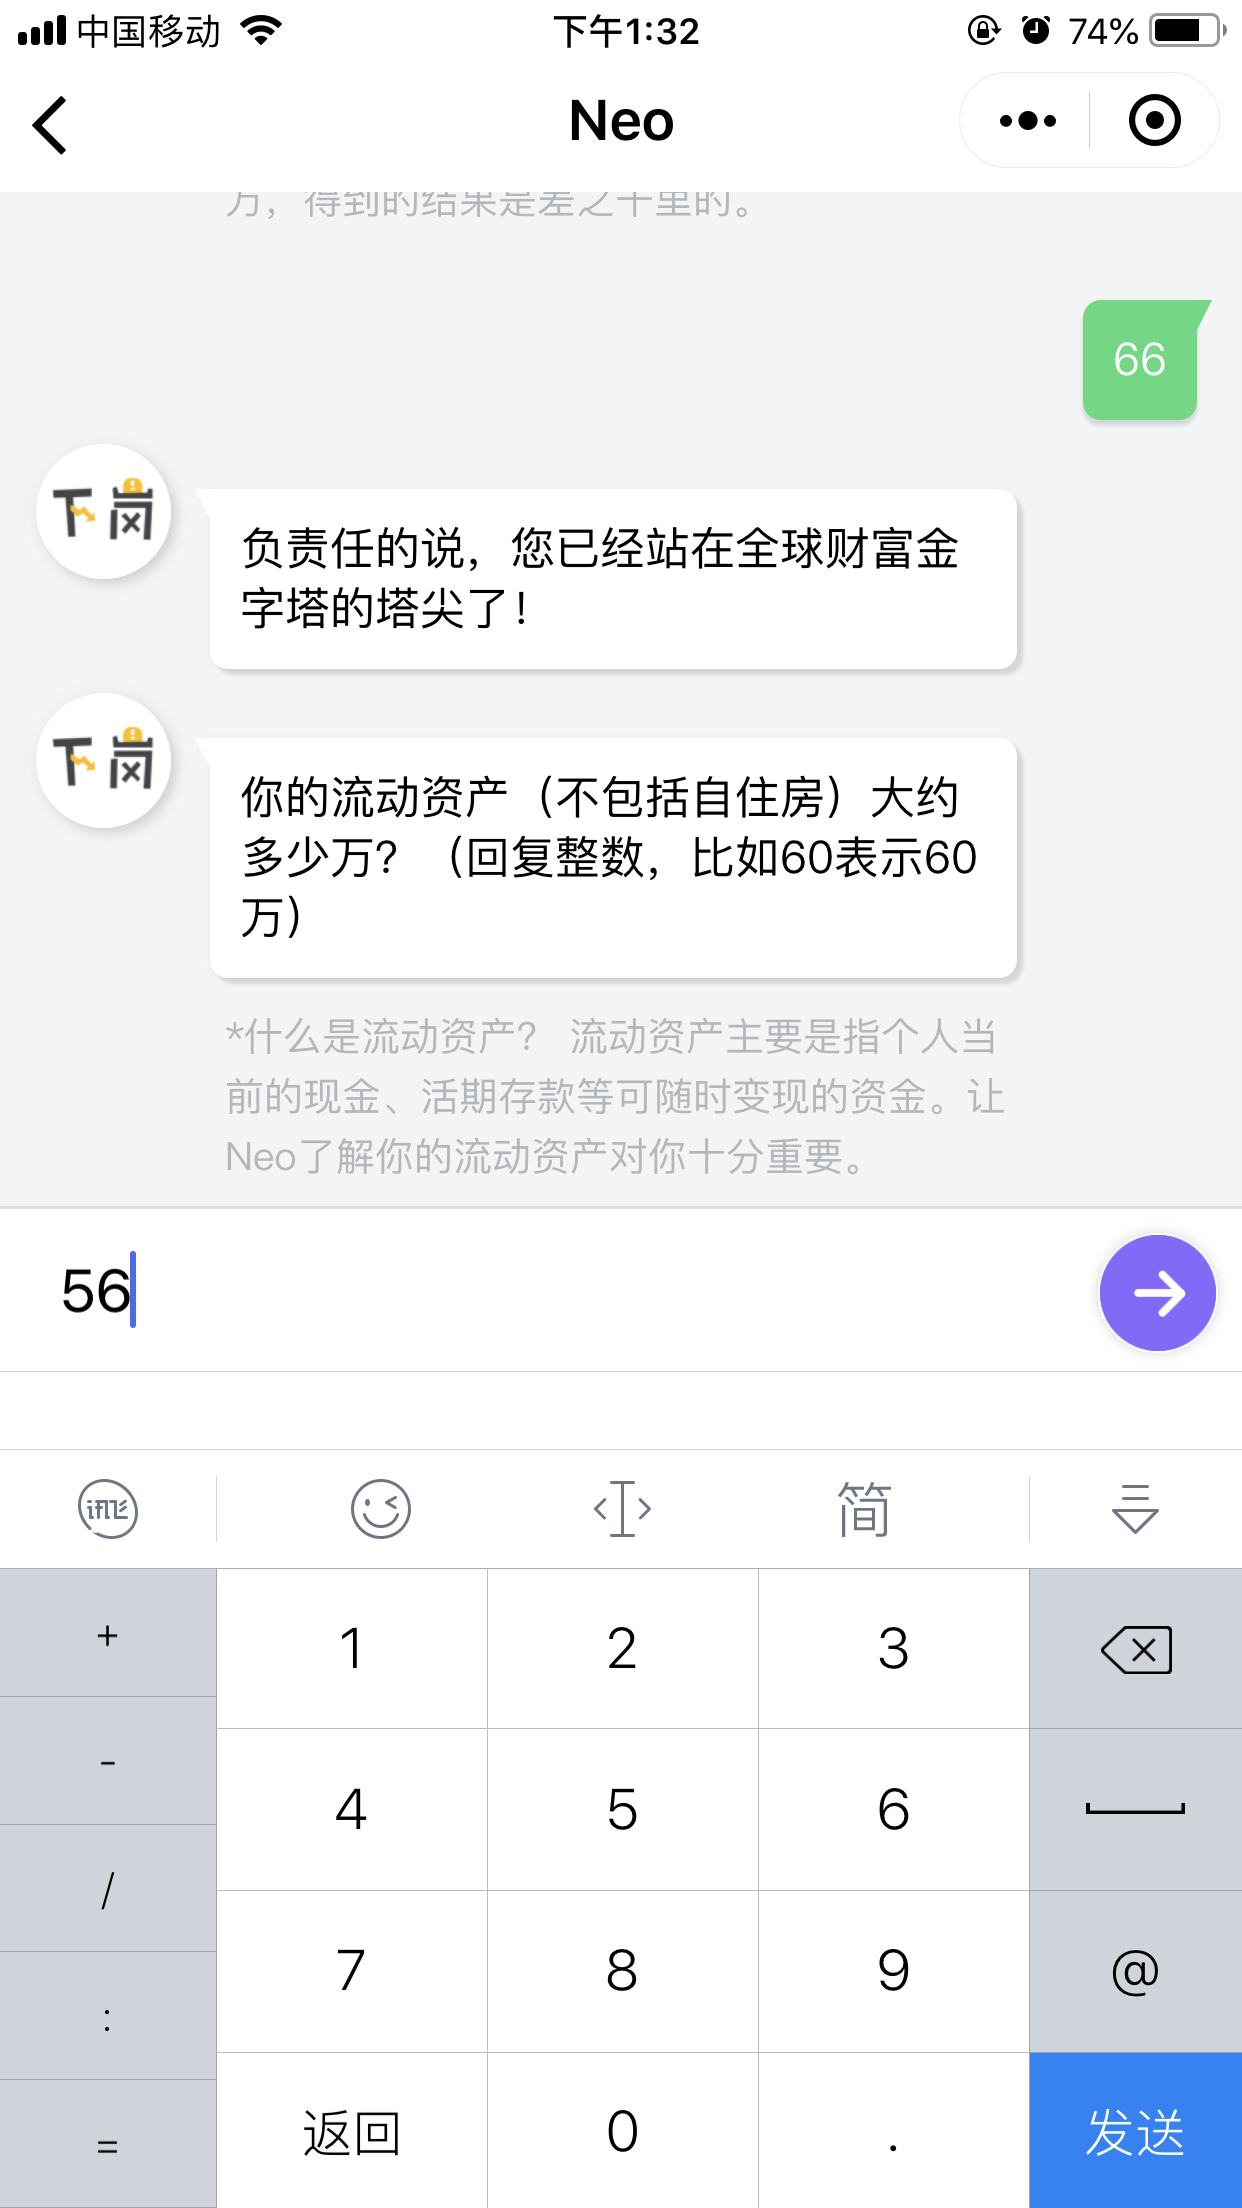 中国移动
下午1:32
74%
Neo
万，得到的结果是差之千里的。
66
下岗
负责任的说，您已经站在全球财富金
字塔的塔尖了！
下岗
你的流动资产（不包括自住房）大约
多少万？（回复整数，比如60表示60
万）
*什么是流动资产？ 流动资产主要是指个人当
前的现金、活期存款等可随时变现的资金。让
Neo了解你的流动资产对你十分重要。
56
简
+
1
2
3
-
4
5
6
/
7
8
9
@
:
=
返回
0
.
发送